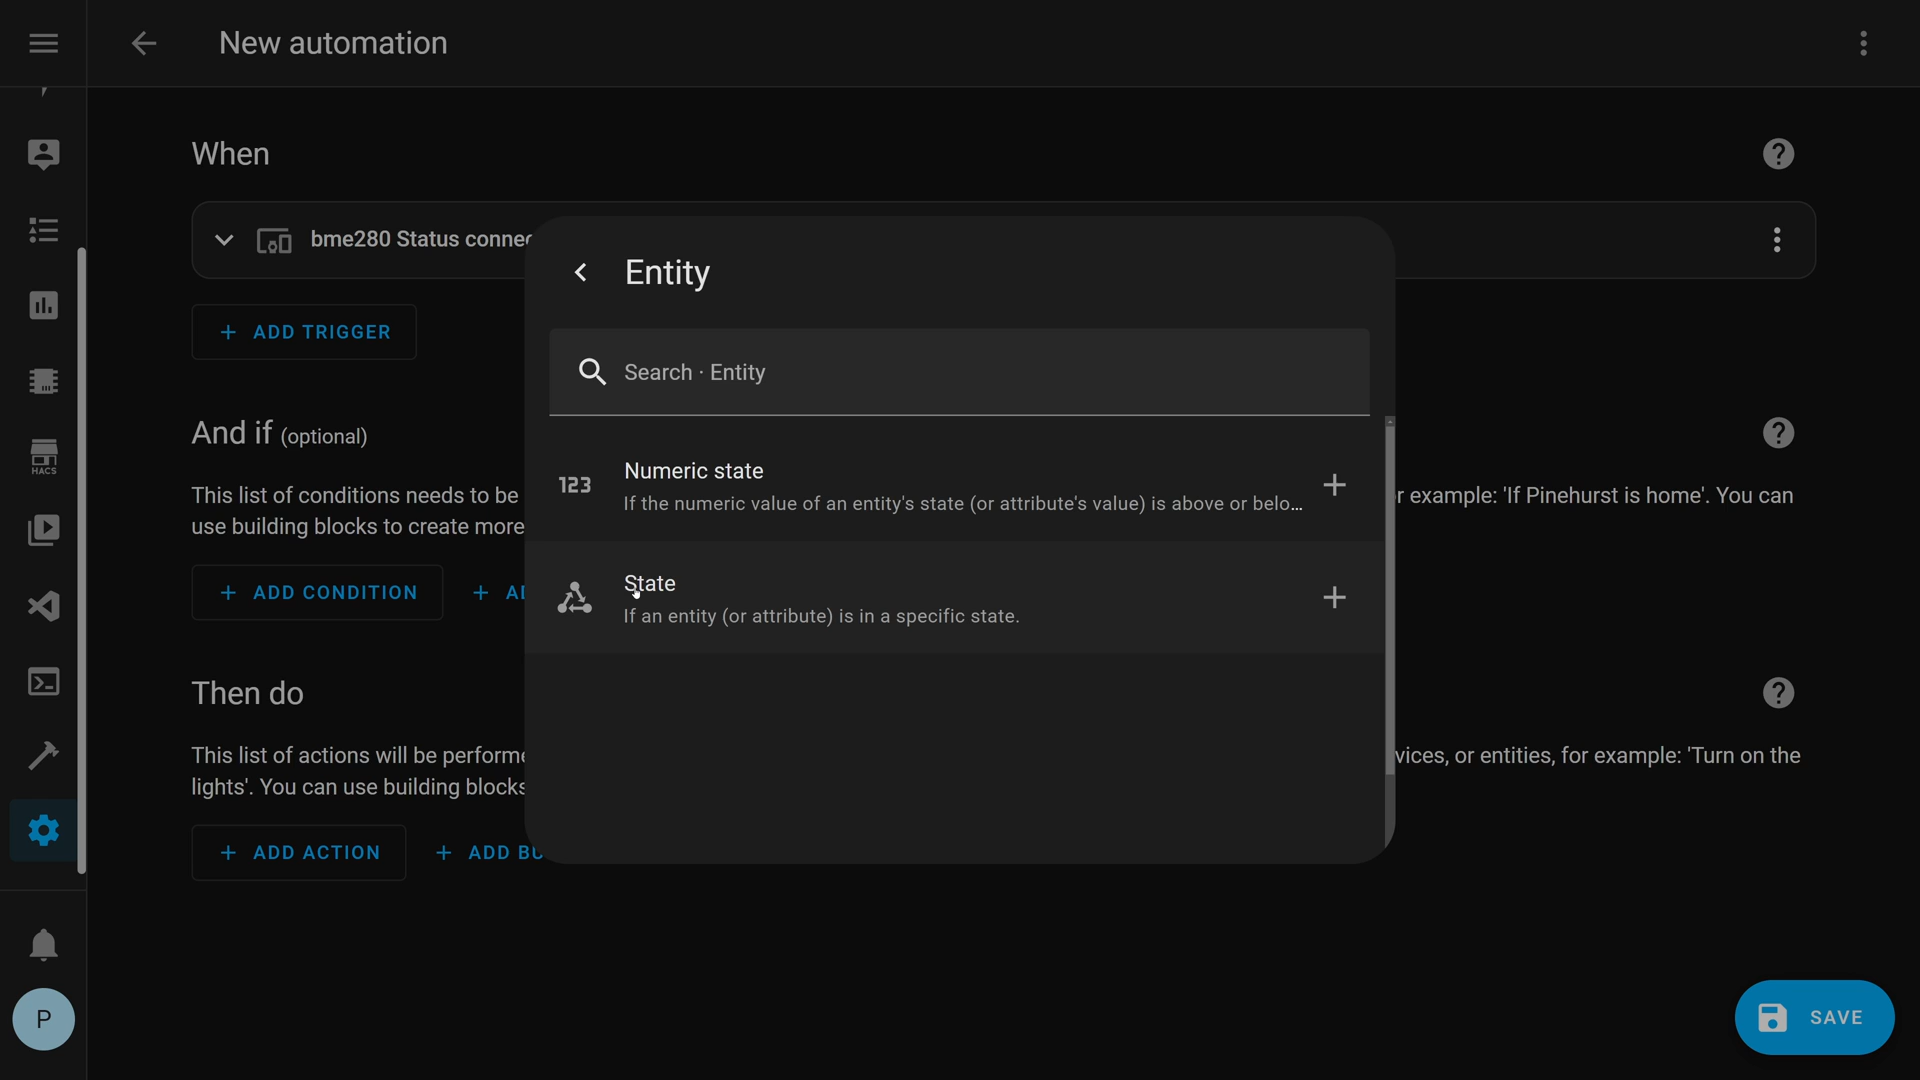 New automation
When
bme280 Status connec
ADD TRIGGER
And if (optional)
This list of conditions needs to be
r example: 'If Pinehurst is home'. You can
use building blocks to create more
ADD CONDITION
AD
Then do
This list of actions will be performe
vices, or entities, for example: 'Turn on the
lights'. You can use building blocks
ADD ACTION
ADD BU
Entity
Search · Entity
123
Numeric state
If the numeric value of an entity's state (or attribute's value) is above or belo...
State
If an entity (or attribute) is in a specific state.
HACS
P
SAVE